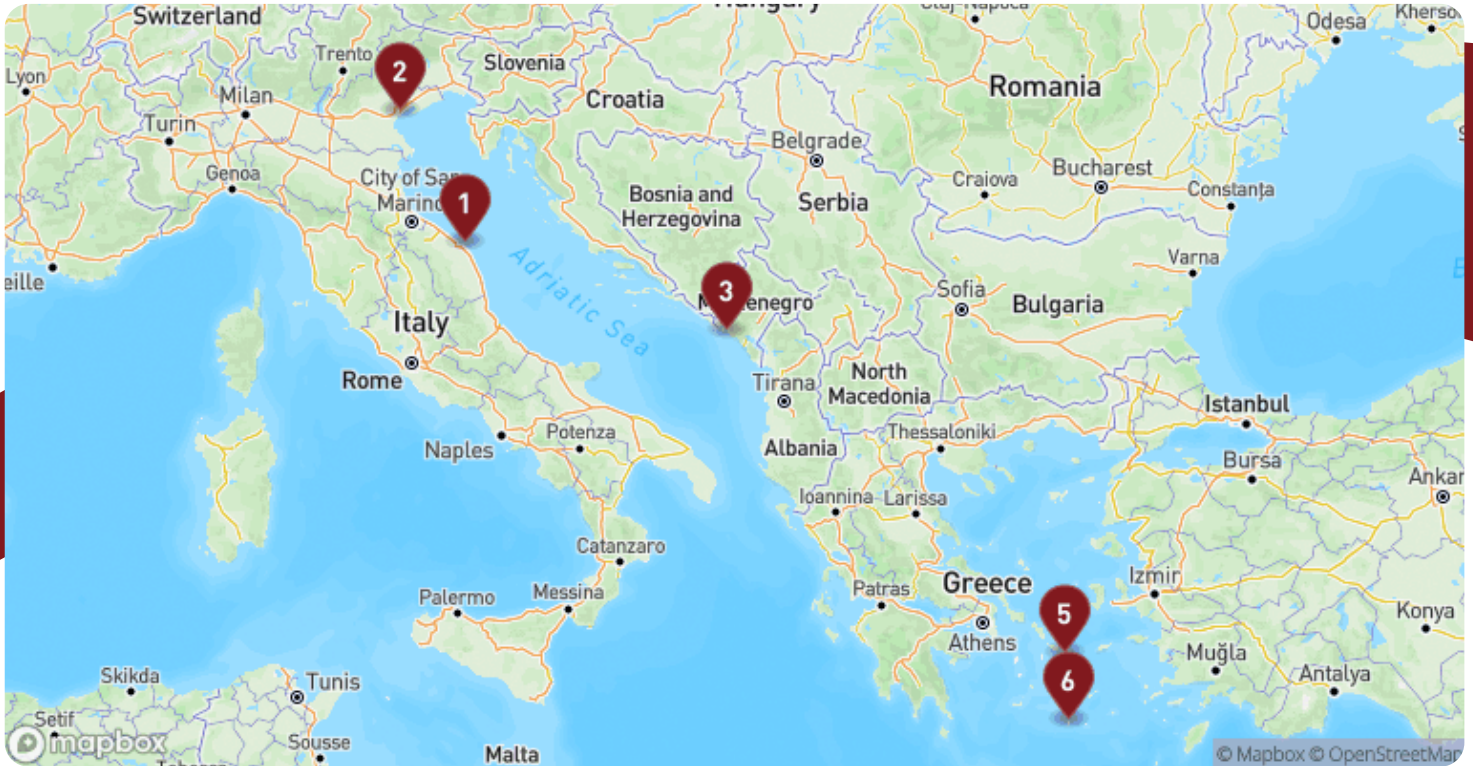 Hungary
Cluj-Napoca
Kherso
Switzerland
Odesa
Trento
2
Slovenia
Lyon
Milan
Croatia
Romania
Turin
Belgrade
Genoa
City of San
Marino
1
Bosnia and
Herzegovina
Serbia
Craiova
Bucharest
Constanța
eille
Adriatic Sea
3
Montenegro
Sofia
Bulgaria
Varna
Italy
Rome
Tirana
North
Macedonia
Istanbul
Naples
Potenza
Albania
Thessaloniki
Bursa
Ankar
Ioannina
Larissa
Catanzaro
Palermo
Messina
Patras
Greece
Athens
5
Izmir
Konya
Skikda
Tunis
6
Muğla
Antalya
Setif
mapbox
Sousse
Malta
© Mapbox © OpenStreetMap